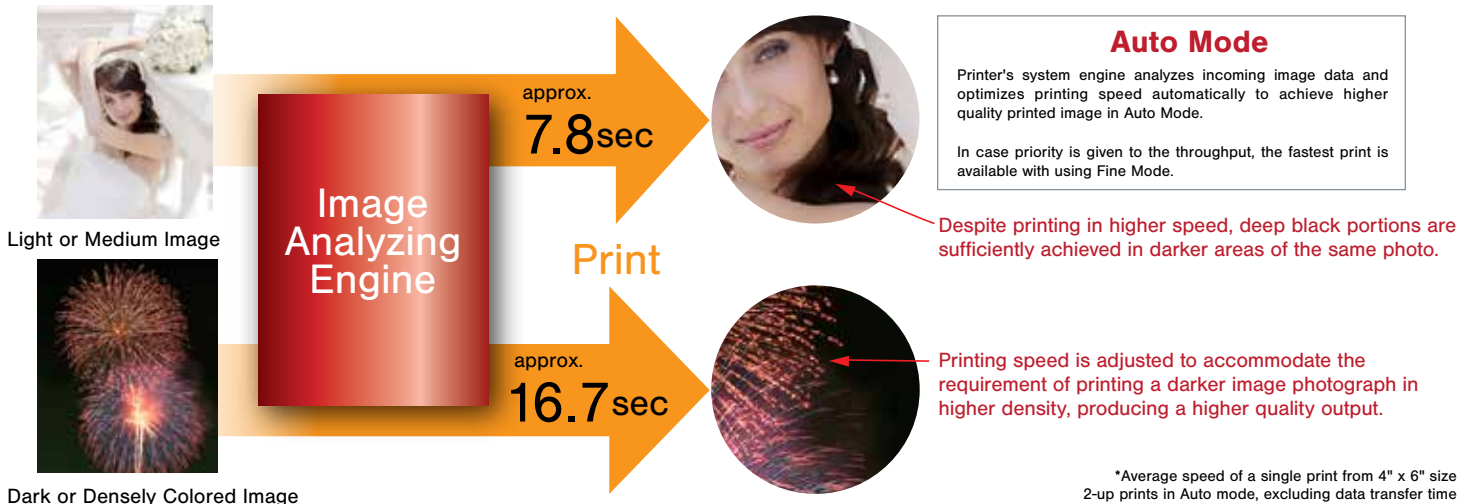 Light or Medium Image
Dark or Densely Colored Image
Image
Analyzing
Engine
approx.
7.8sec
Print
approx.
16.7sec
Auto Mode
Printer's system engine analyzes incoming image data and
optimizes printing speed automatically to achieve higher
quality printed image in Auto Mode.
In case priority is given to the throughput, the fastest print is
available with using Fine Mode.
Despite printing in higher speed, deep black portions are
sufficiently achieved in darker areas of the same photo.
Printing speed is adjusted to accommodate the
requirement of printing a darker image photograph in
higher density, producing a higher quality output.
*Average speed of a single print from 4" x 6" size
2-up prints in Auto mode, excluding data transfer time